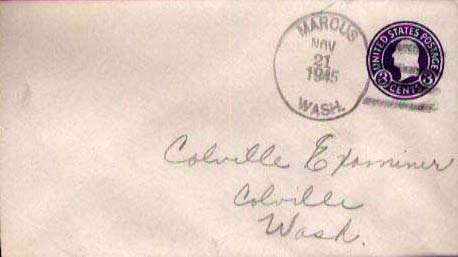 MARCUS
NOV
21
1945
WASH.
UNITED STATES POSTAGE
3 CENTS 3
Colville Examiner
Colville
Wash.